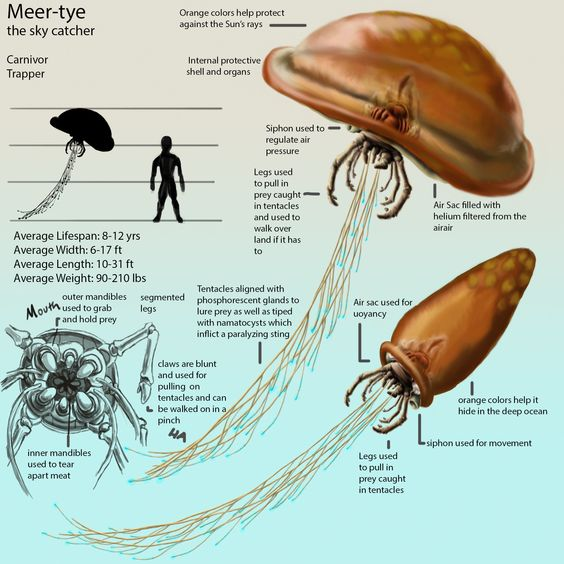 Meer-tye
the sky catcher
Carnivor
Trapper
Orange colors help protect
against the Sun's rays
Internal protective
shell and organs
Siphon used to
regulate air
pressure
Legs used
to pull in
prey caught
in tentacles
and used to
walk over
land if it has
to
Air Sac filled with
helium filtered from the
airair
Average Lifespan: 8-12 yrs
Average Width: 6-17 ft
Average Length: 10-31 ft
Average Weight: 90-210 lbs
Mouth
outer mandibles
used to grab
and hold prey
segmented
legs
claws are blunt
and used for
pulling on
tentacles and can
be walked on in a
pinch
inner mandibles
used to tear
apart meat
Tentacles aligned with
phosphorescent glands to
lure prey as well as tiped
with namatocysts which
inflict a paralyzing sting
Air sac used for
uoyancy
orange colors help it
hide in the deep ocean
siphon used for movement
Legs used
to pull in
prey caught
in tentacles